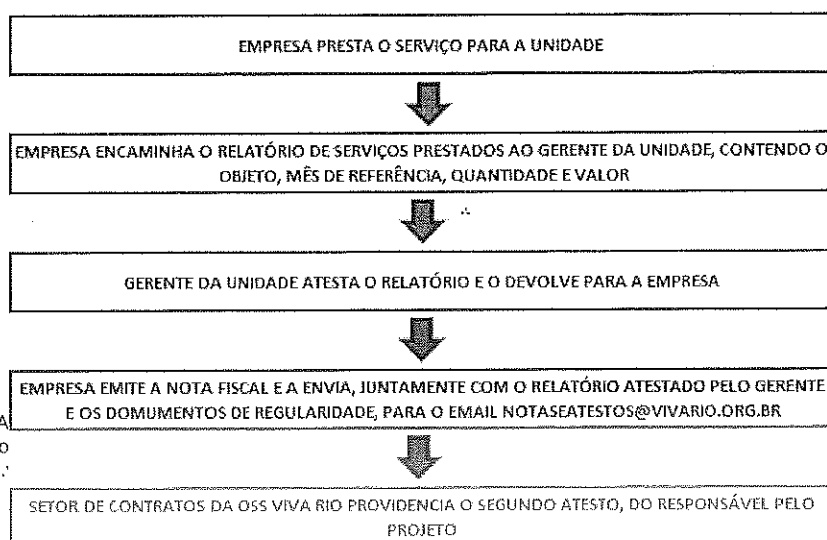 EMPRESA PRESTA O SERVIÇO PARA A UNIDADE
EMPRESA ENCAMINHA O RELATÓRIO DE SERVIÇOS PRESTADOS AO GERENTE DA UNIDADE, CONTENDO O
OBJETO, MÊS DE REFERÊNCIA, QUANTIDADE E VALOR
GERENTE DA UNIDADE ATESTA O RELATÓRIO E O DEVOLVE PARA A EMPRESA
EMPRESA EMITE A NOTA FISCAL E A ENVIA, JUNTAMENTE COM O RELATÓRIO ATESTADO PELO GERENTE
E OS DOMUMENTOS DE REGULARIDADE, PARA O EMAIL NOTASEATESTOS@VIVARIO.ORG.BR
A
O
SETOR DE CONTRATOS DA OSS VIVA RIO PROVIDENCIA O SEGUNDO ATESTO, DO RESPONSÁVEL PELO
PROJETO